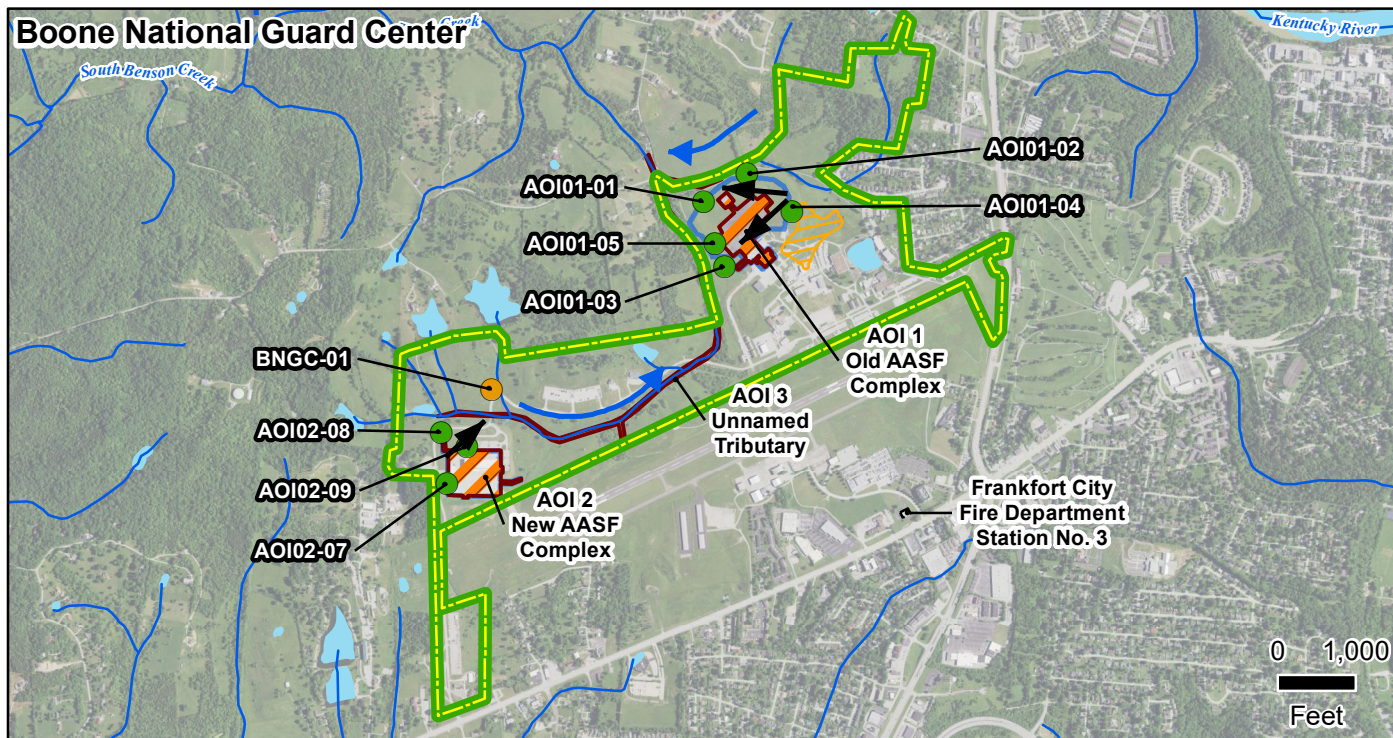 Boone National Guard Center
Creek
Kentucky River
South Benson Creek
AOI01-02
AOI01-01
AOI01-04
AOI01-05
AOI01-03
AOI 1
Old AASF
Complex
BNGC-01
AOI 3
Unnamed
Tributary
AOI02-08
AOI02-09
AOI02-07
AOI 2
New AASF
Complex
Frankfort City
Fire Department
Station No. 3
0 1,000
Feet